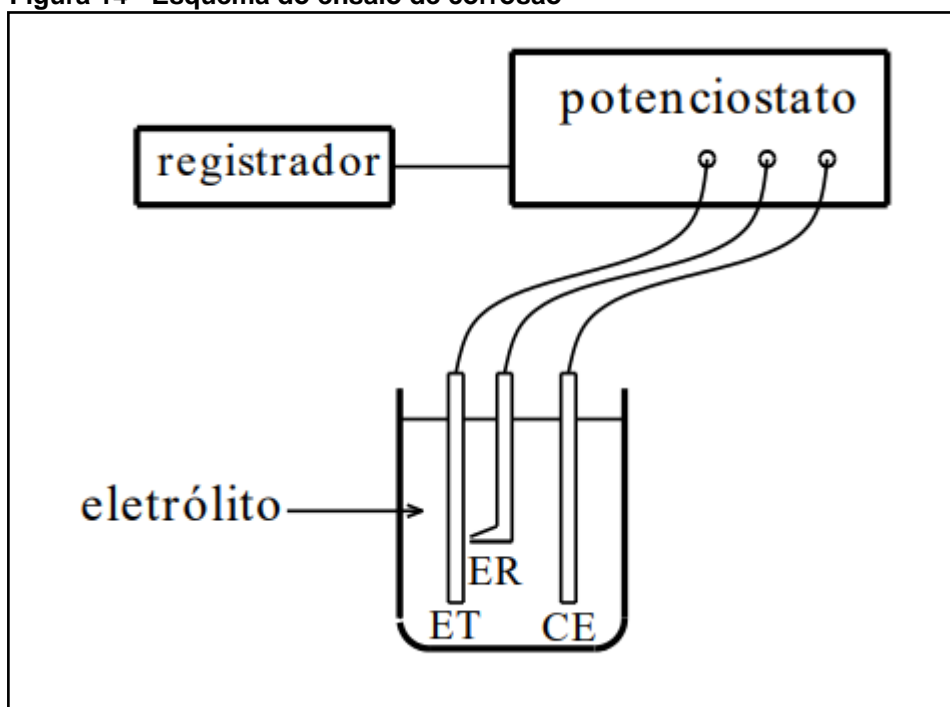 Figura 14 - Esquema do ensaio de corrosão
potenciostato
registrador
eletrólito
ER
ET
CE